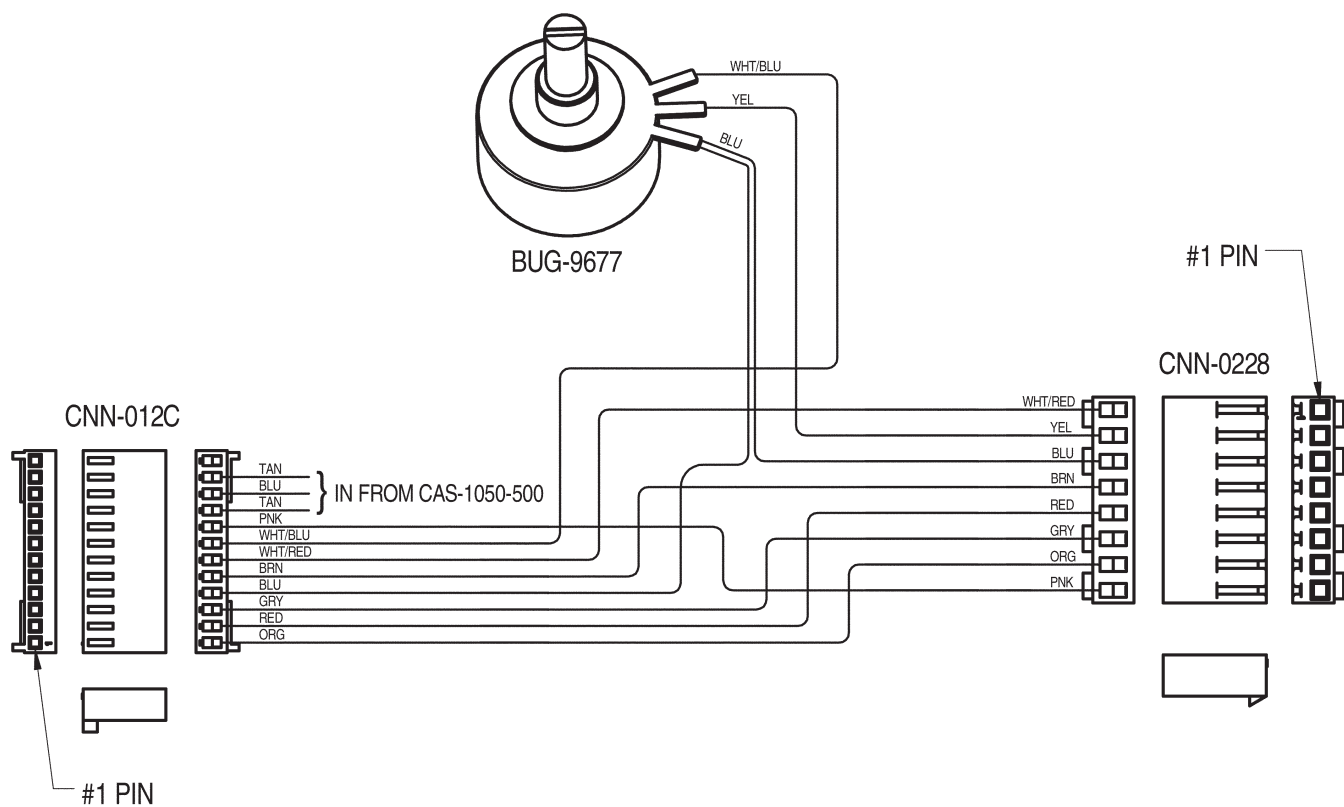 WHT/BLU
YEL
BLU
BUG-9677
#1 PIN
CNN-0228
CNN-012C
WHT/RED
YEL
BLU
BRN
RED
GRY
ORG
PNK
TAN
BLU
TAN
IN FROM CAS-1050-500
PNK
WHT/BLU
WHT/RED
BRN
BLU
GRY
RED
ORG
1
1
#1 PIN